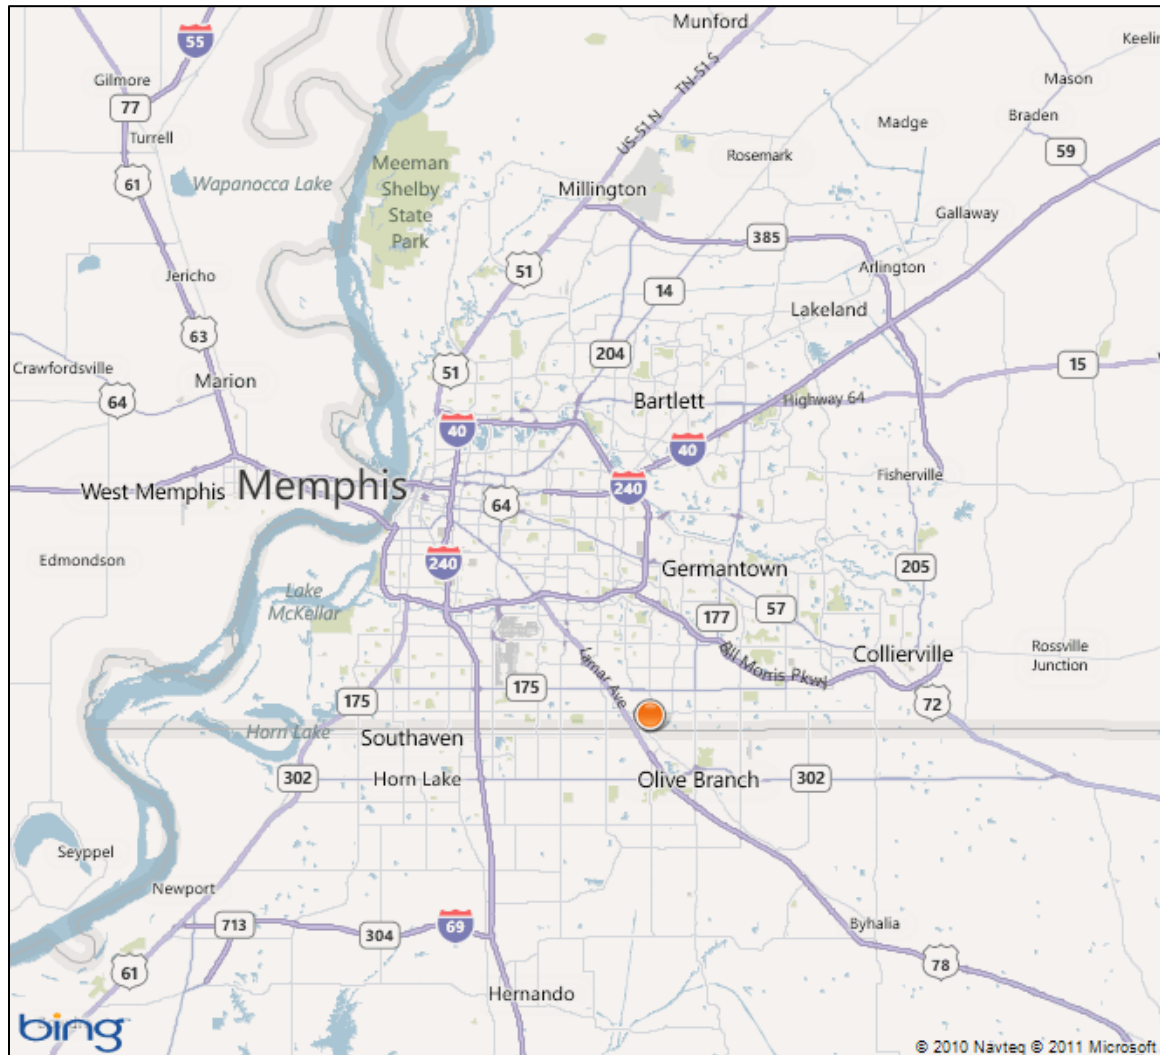 Munford
55
Keelin
Gilmore
TN-51 S
Mason
77
Madge
Braden
Turrell
US-51 N
Rosemark
59
Meeman
Shelby
State
Park
61
Wapanocca Lake
Millington
Gallaway
385
51
Arlington
Jericho
14
Lakeland
63
204
Crawfordsville
51
15
Marion
64
Bartlett
Highway 64
40
40
Fisherville
West Memphis
Memphis
240
64
Edmondson
240
Germantown
205
Lake
McKellar
177
57
Bill Morris Pkwy
Collierville
Rossville
Junction
Lamar Ave
175
175
72
Horn Lake
Southaven
302
Horn Lake
Olive Branch
302
Seyppel
Newport
713
304
69
Byhalia
61
78
Hernando
bing
© 2010 Navteq © 2011 Microsoft